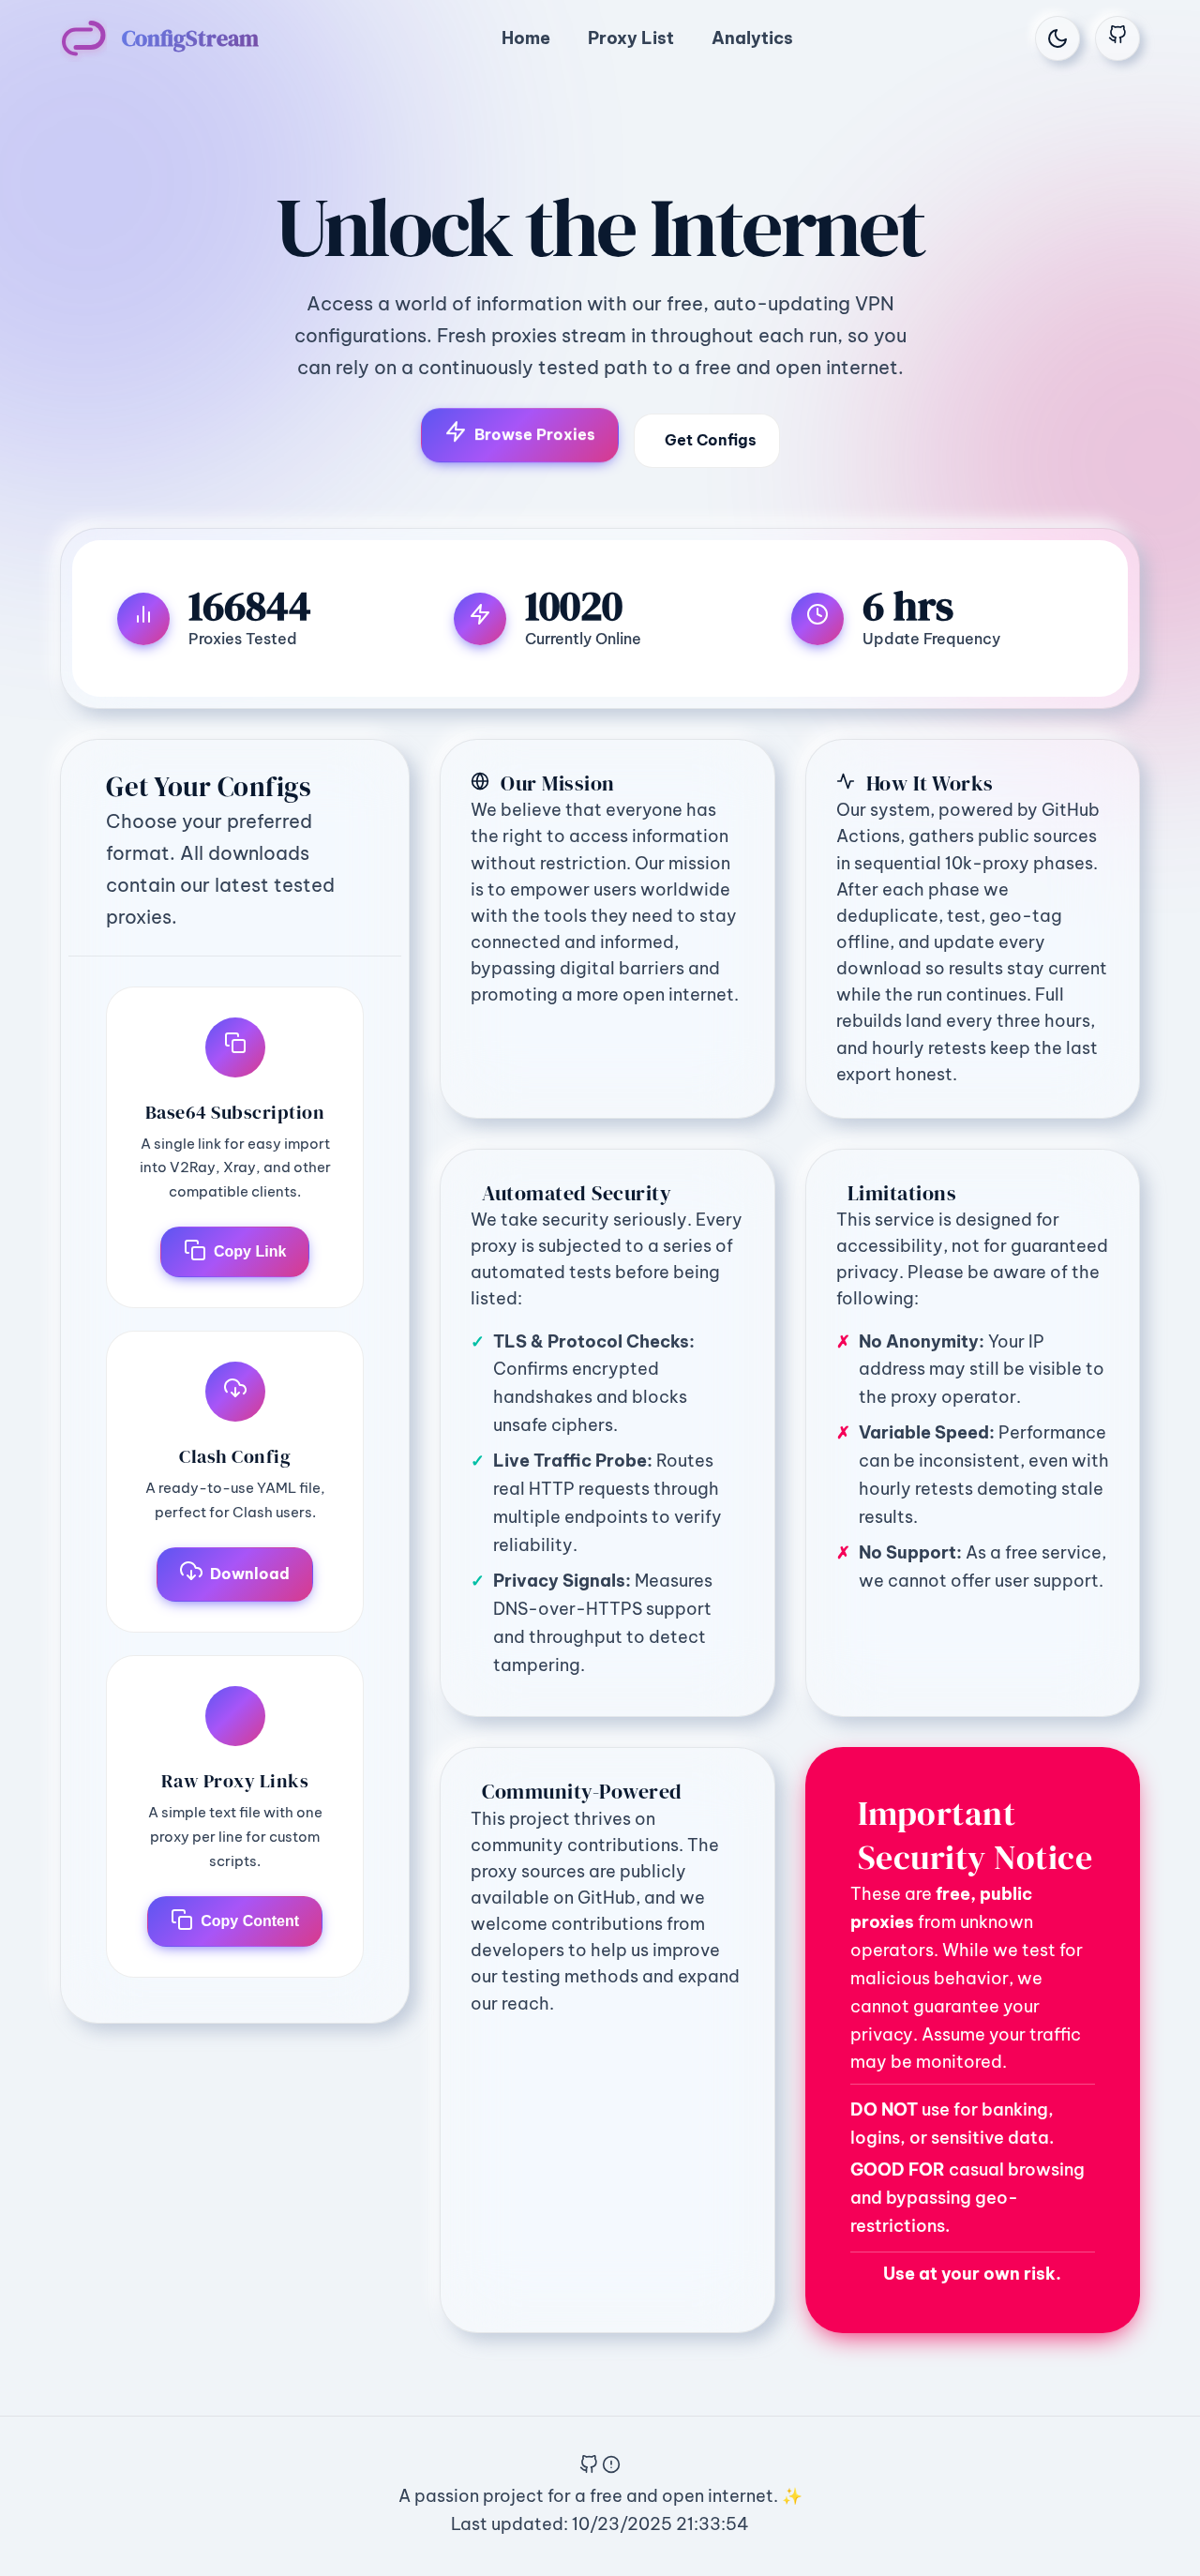 ConfigStream
Home
Proxy List
Analytics
Unlock the Internet
Access a world of information with our free, auto-updating VPN
configurations. Fresh proxies stream in throughout each run, so you
can rely on a continuously tested path to a free and open internet.
Browse Proxies
Get Configs
166844
Proxies Tested
10020
Currently Online
6 hrs
Update Frequency
Get Your Configs
Choose your preferred
format. All downloads
contain our latest tested
proxies.
Base64 Subscription
A single link for easy import
into V2Ray, Xray, and other
compatible clients.
Copy Link
Clash Config
A ready-to-use YAML file,
perfect for Clash users.
Download
Raw Proxy Links
A simple text file with one
proxy per line for custom
scripts.
Copy Content
Our Mission
We believe that everyone has
the right to access information
without restriction. Our mission
is to empower users worldwide
with the tools they need to stay
connected and informed,
bypassing digital barriers and
promoting a more open internet.
How It Works
Our system, powered by GitHub
Actions, gathers public sources
in sequential 10k-proxy phases.
After each phase we
deduplicate, test, geo-tag
offline, and update every
download so results stay current
while the run continues. Full
rebuilds land every three hours,
and hourly retests keep the last
export honest.
Automated Security
We take security seriously. Every
proxy is subjected to a series of
automated tests before being
listed:
✓ TLS & Protocol Checks:
Confirms encrypted
handshakes and blocks
unsafe ciphers.
✓ Live Traffic Probe: Routes
real HTTP requests through
multiple endpoints to verify
reliability.
✓ Privacy Signals: Measures
DNS-over-HTTPS support
and throughput to detect
tampering.
Limitations
This service is designed for
accessibility, not for guaranteed
privacy. Please be aware of the
following:
✗ No Anonymity: Your IP
address may still be visible to
the proxy operator.
✗ Variable Speed: Performance
can be inconsistent, even with
hourly retests demoting stale
results.
✗ No Support: As a free service,
we cannot offer user support.
Community-Powered
This project thrives on
community contributions. The
proxy sources are publicly
available on GitHub, and we
welcome contributions from
developers to help us improve
our testing methods and expand
our reach.
Important
Security Notice
These are free, public
proxies from unknown
operators. While we test for
malicious behavior, we
cannot guarantee your
privacy. Assume your traffic
may be monitored.
DO NOT use for banking,
logins, or sensitive data.
GOOD FOR casual browsing
and bypassing geo-
restrictions.
Use at your own risk.
A passion project for a free and open internet. ✨
Last updated: 10/23/2025 21:33:54